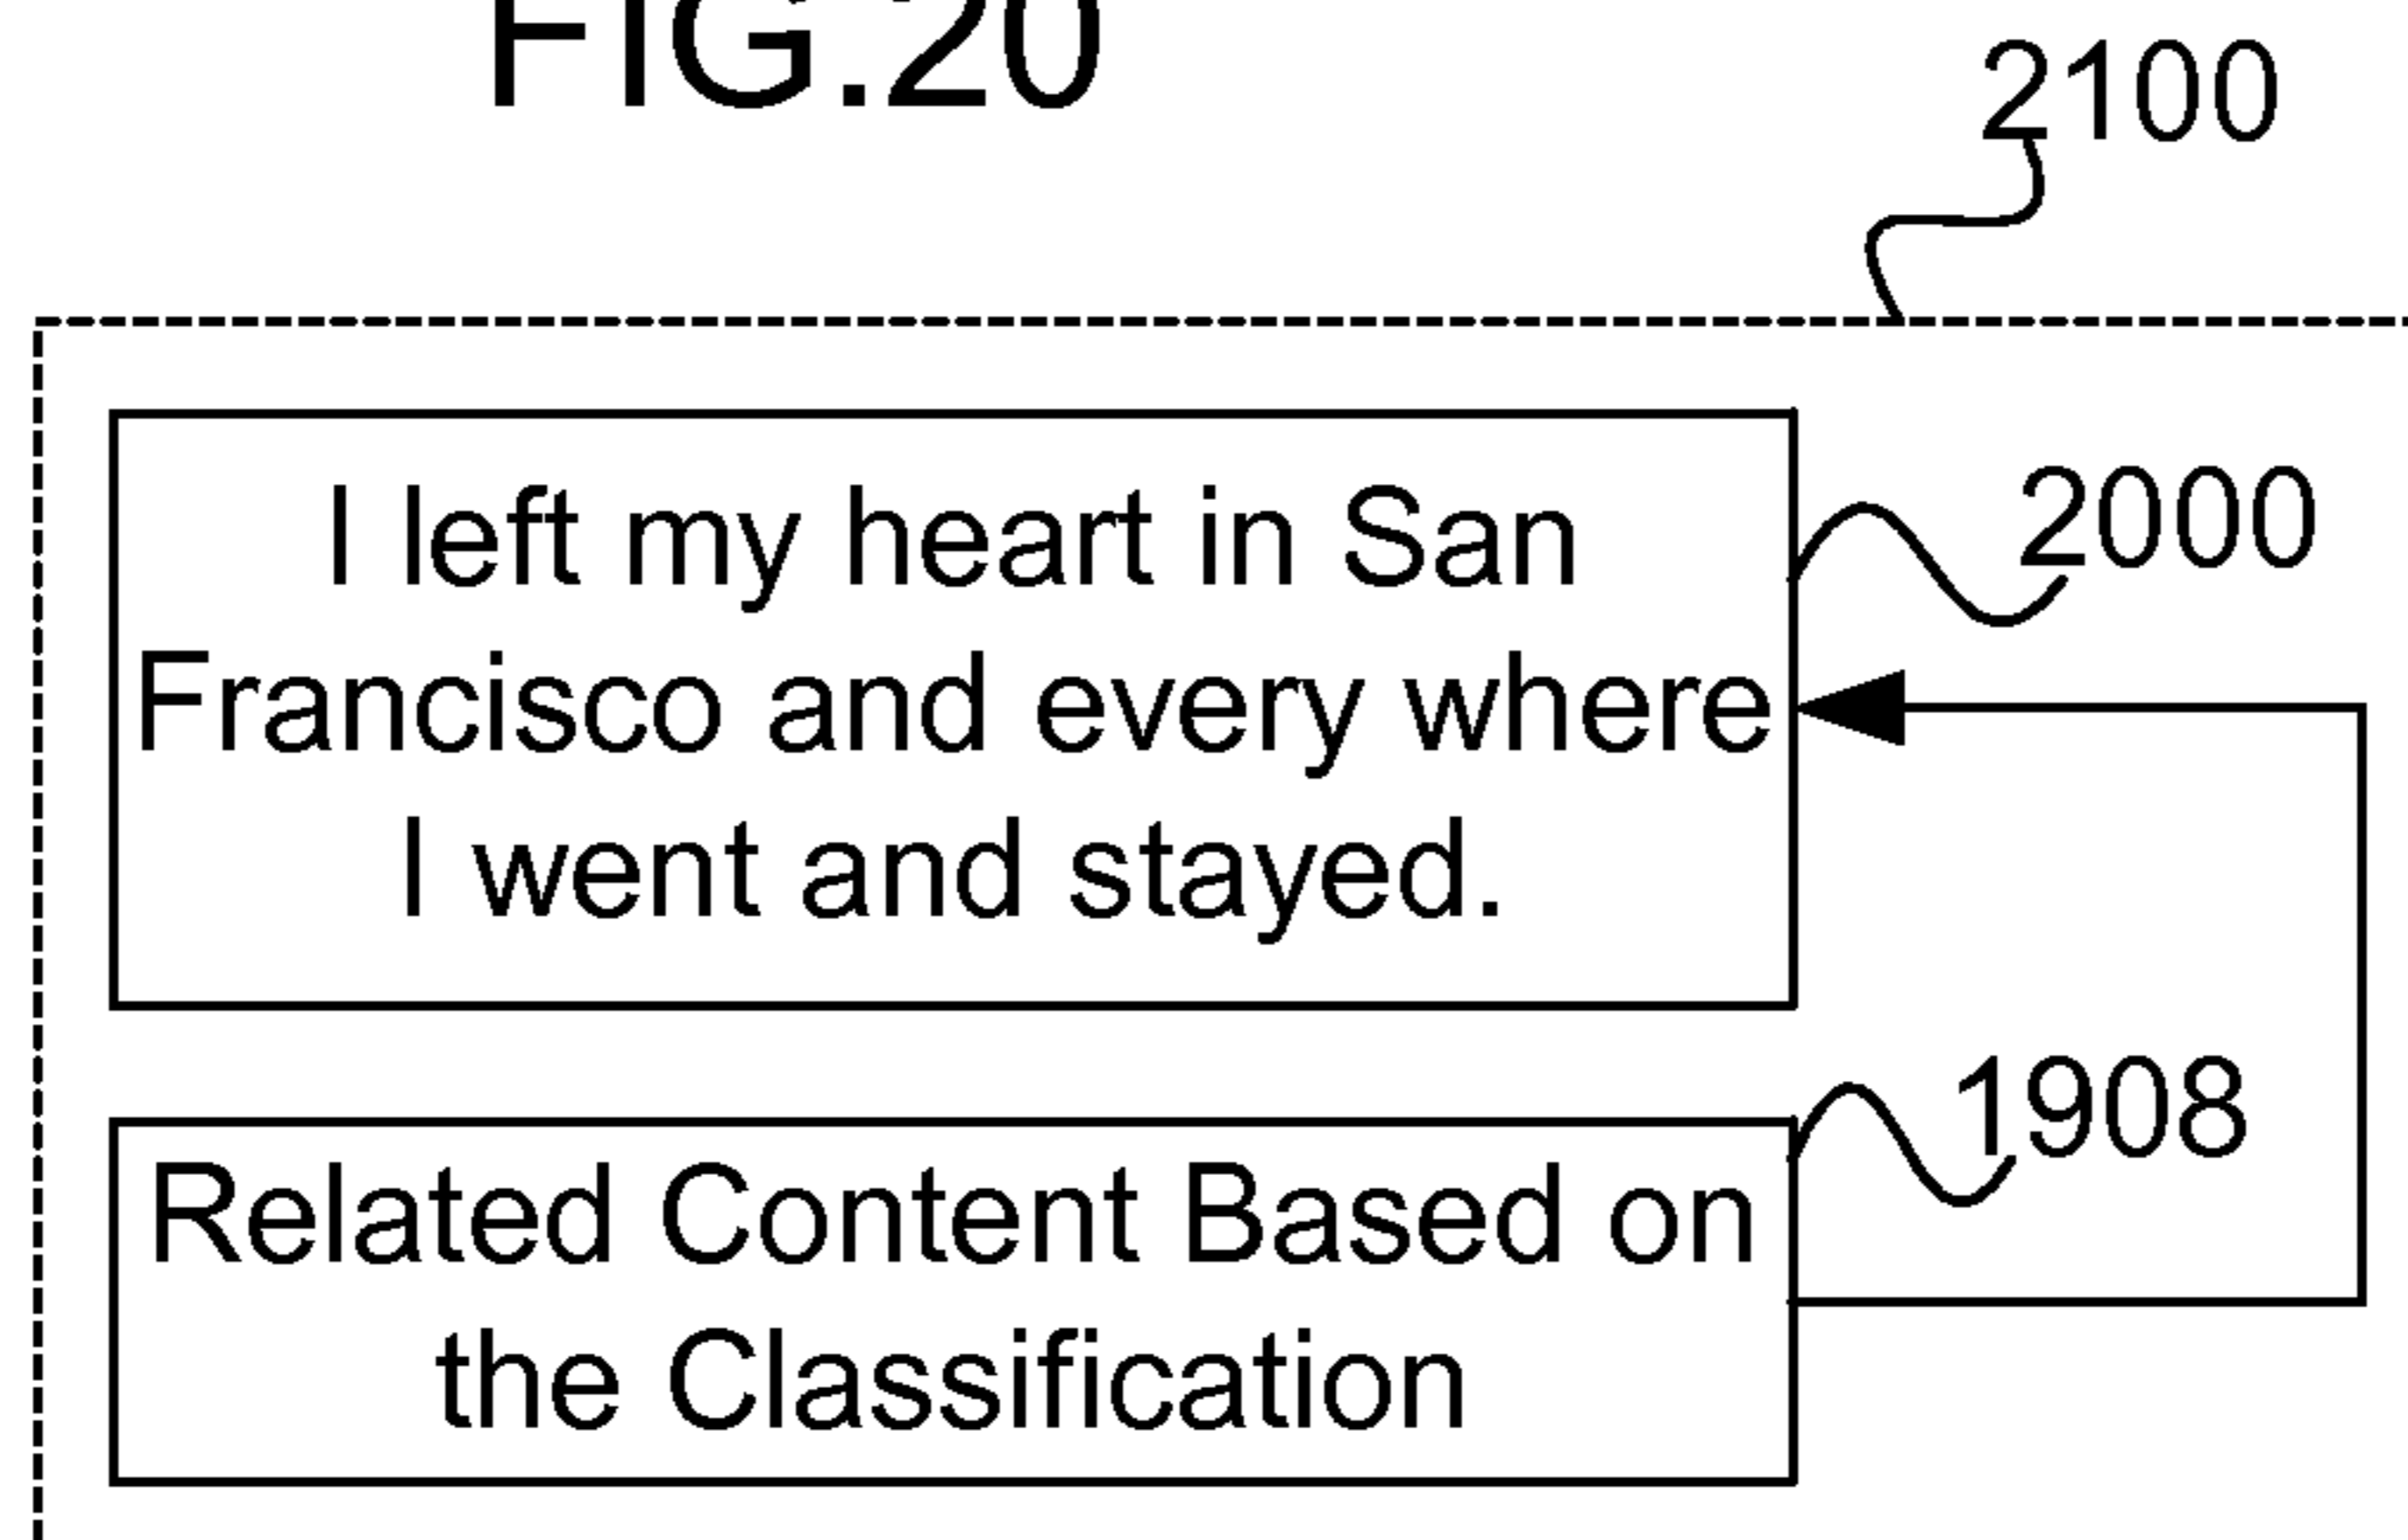 FIG.20
2100
I left my heart in San
2000
Francisco and every where
I went and stayed.
1908
Related Content Based on
the Classification